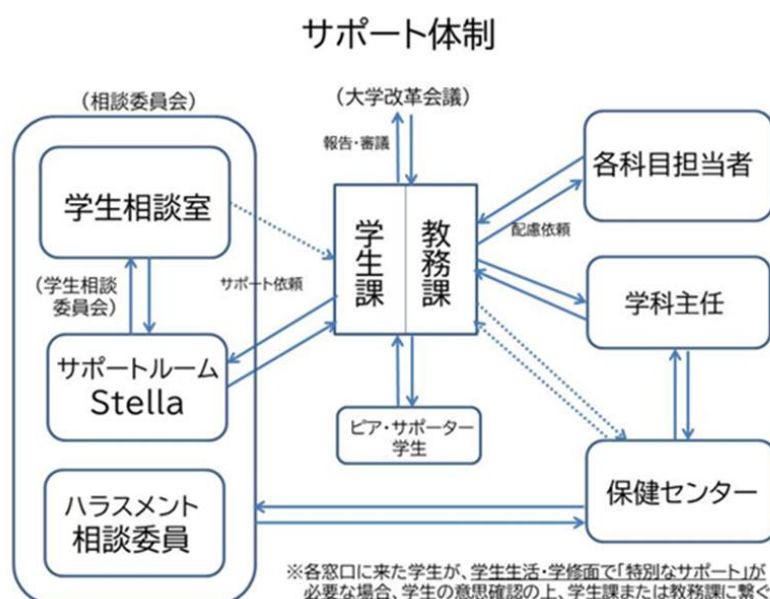 サポート体制
(相談委員会)
(大学改革会議)
報告・審議
学生相談室
各科目担当者
学生課
教務課
配慮依頼
(学生相談
委員会)
サポート依頼
学科主任
サポートルーム
Stella
ピア・サポーター
学生
ハラスメント
相談委員
保健センター
※各窓口に来た学生が、学生生活・学修面で「特別なサポート」が
必要な場合、学生の意思確認の上、学生課または教務課に繋ぐ